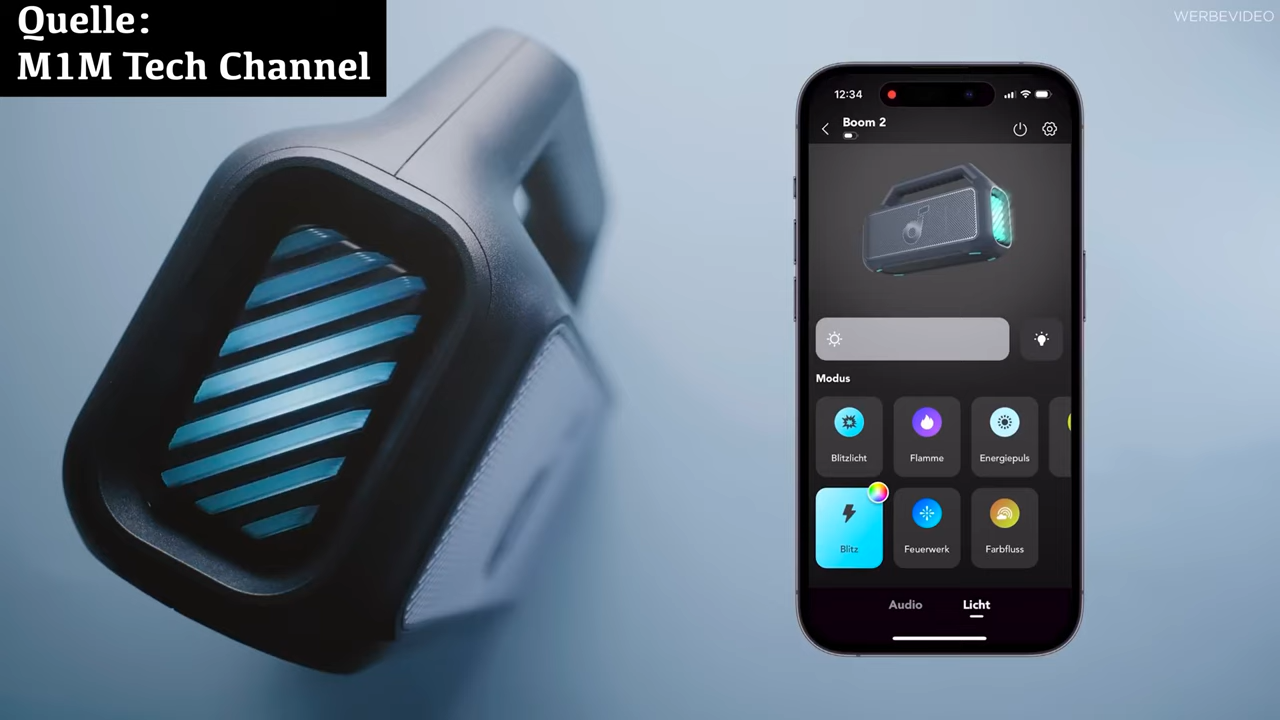 Quelle:
M1M Tech Channel
WERBEVIDEO
12:34
Boom 2
Modus
Blitzlicht
Flamme
Energiepuls
Blitz
Feuerwerk
Farbfluss
Audio
Licht